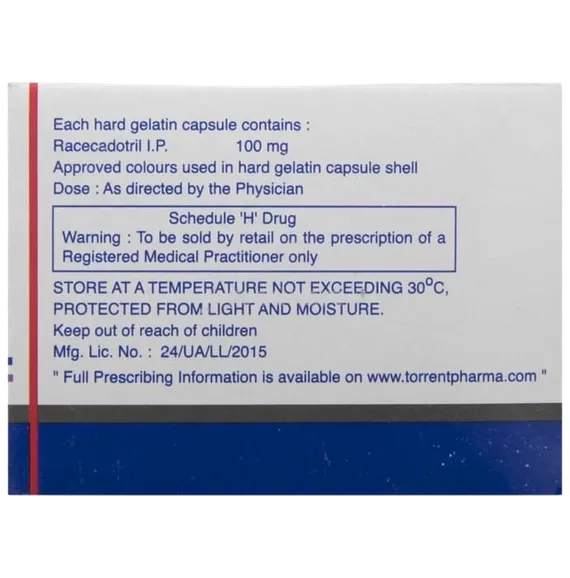 Each hard gelatin capsule contains :
Racecadotril I.P. 100 mg
Approved colours used in hard gelatin capsule shell
Dose : As directed by the Physician
Schedule 'H' Drug
Warning : To be sold by retail on the prescription of a
Registered Medical Practitioner only
STORE AT A TEMPERATURE NOT EXCEEDING 30°C,
PROTECTED FROM LIGHT AND MOISTURE.
Keep out of reach of children
Mfg. Lic. No. : 24/UA/LL/2015
" Full Prescribing Information is available on www.torrentpharma.com "